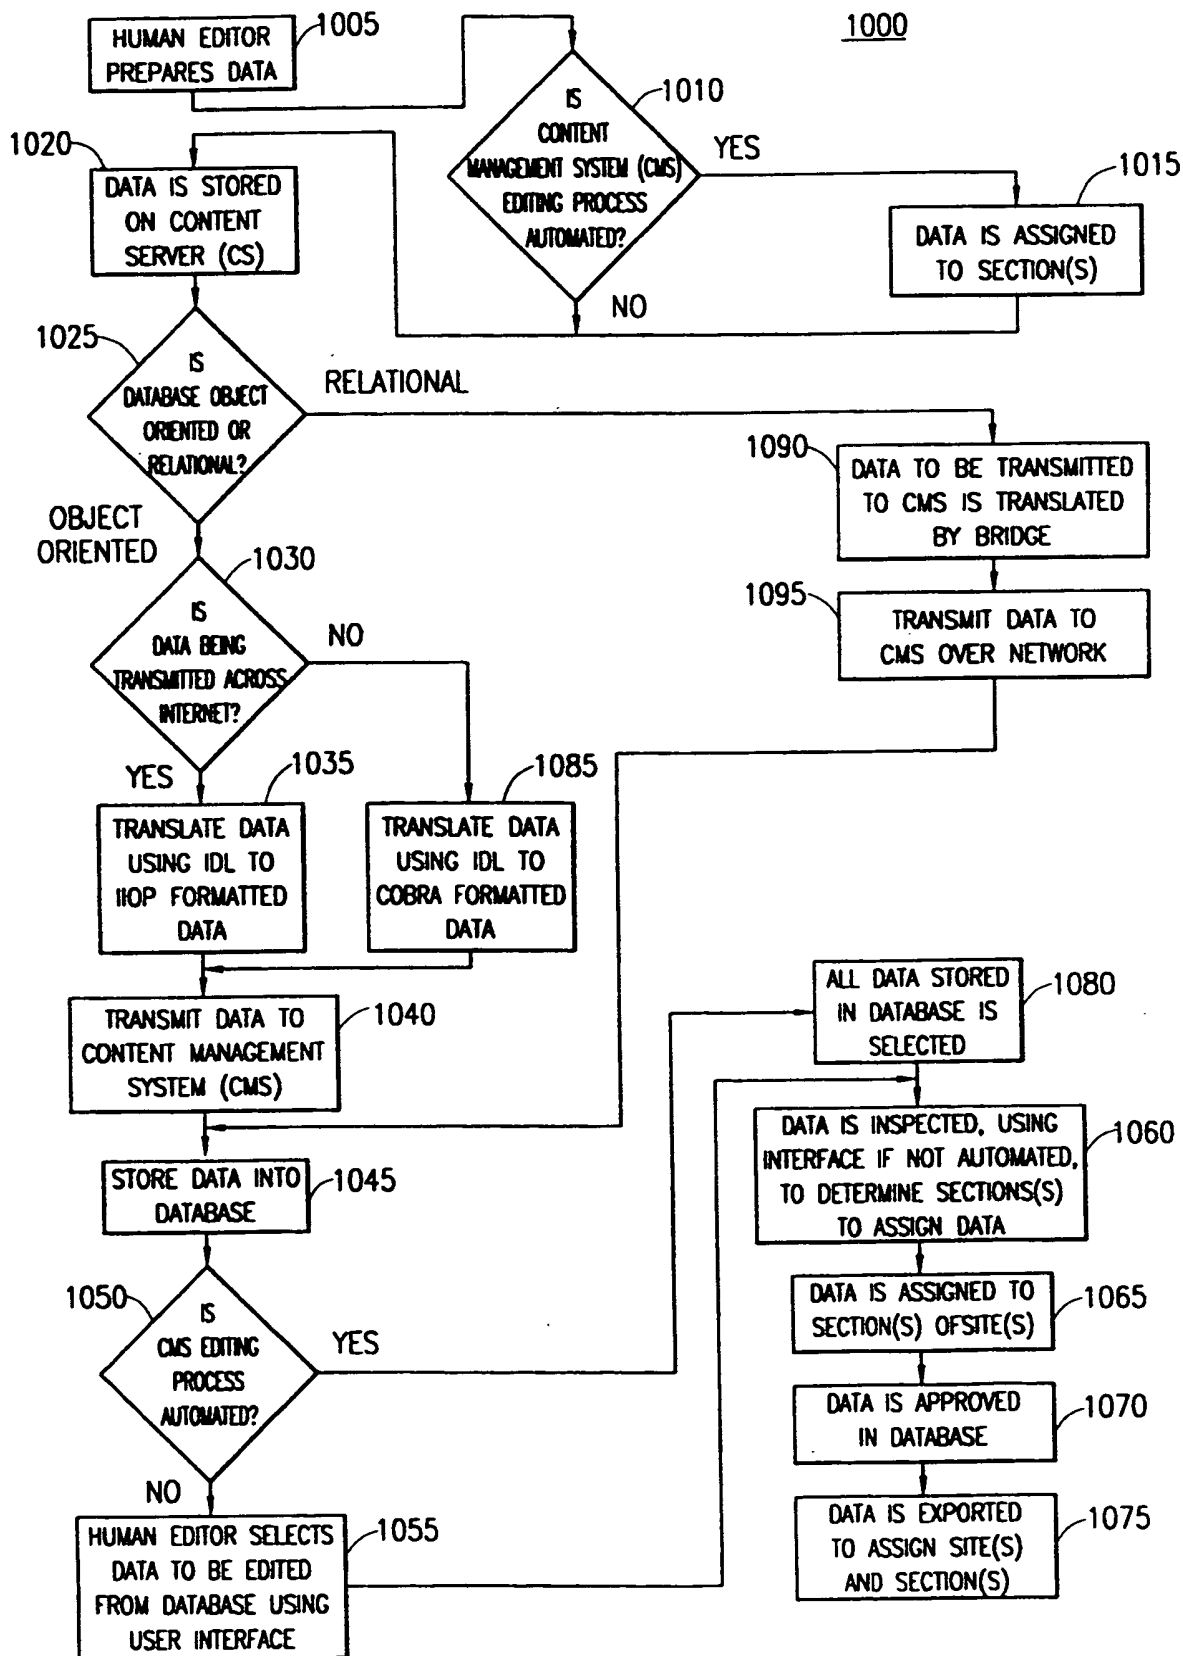 1000
HUMAN EDITOR
PREPARES DATA
1005
IS
CONTENT
MANAGEMENT SYSTEM (CMS)
EDITING PROCESS
AUTOMATED?
1010
YES
NO
DATA IS ASSIGNED
TO SECTION(S)
1015
1020
DATA IS STORED
ON CONTENT
SERVER (CS)
1025
IS
DATABASE OBJECT
ORIENTED OR
RELATIONAL?
RELATIONAL
OBJECT
ORIENTED
1090
DATA TO BE TRANSMITTED
TO CMS IS TRANSLATED
BY BRIDGE
1095
TRANSMIT DATA TO
CMS OVER NETWORK
1030
IS
DATA BEING
TRANSMITTED ACROSS
INTERNET?
NO
YES
1035
TRANSLATE DATA
USING IDL TO
IIOP FORMATTED
DATA
1085
TRANSLATE DATA
USING IDL TO
COBRA FORMATTED
DATA
TRANSMIT DATA TO
CONTENT MANAGEMENT
SYSTEM (CMS)
1040
STORE DATA INTO
DATABASE
1045
1050
IS
CMS EDITING
PROCESS
AUTOMATED?
YES
NO
HUMAN EDITOR SELECTS
DATA TO BE EDITED
FROM DATABASE USING
USER INTERFACE
1055
ALL DATA STORED
IN DATABASE IS
SELECTED
1080
DATA IS INSPECTED, USING
INTERFACE IF NOT AUTOMATED,
TO DETERMINE SECTIONS(S)
TO ASSIGN DATA
1060
DATA IS ASSIGNED TO
SECTION(S) OFSITE(S)
1065
DATA IS APPROVED
IN DATABASE
1070
DATA IS EXPORTED
TO ASSIGN SITE(S)
AND SECTION(S)
1075